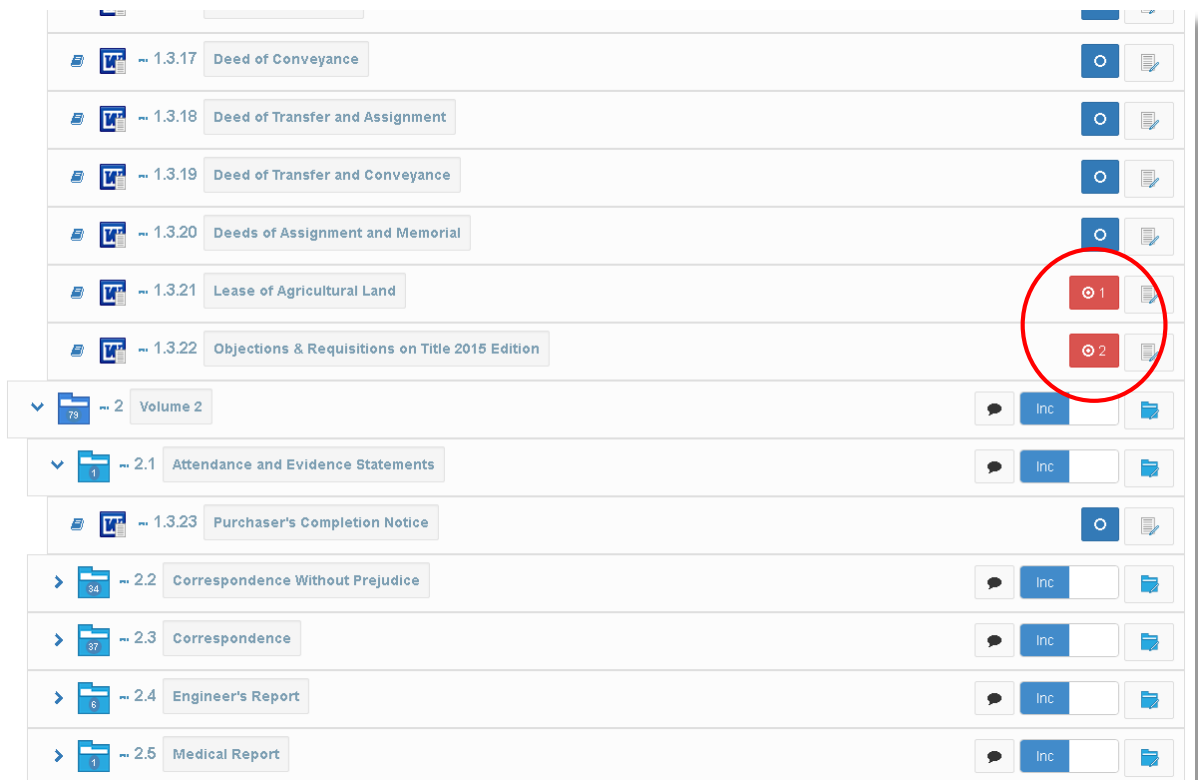 1.3.17 Deed of Conveyance
1.3.18 Deed of Transfer and Assignment
1.3.19 Deed of Transfer and Conveyance
1.3.20 Deeds of Assignment and Memorial
1.3.21 Lease of Agricultural Land 1
1.3.22 Objections & Requisitions on Title 2015 Edition 2
79 2 Volume 2 Inc
1 2.1 Attendance and Evidence Statements Inc
1.3.23 Purchaser's Completion Notice
34 2.2 Correspondence Without Prejudice Inc
37 2.3 Correspondence Inc
6 2.4 Engineer's Report Inc
1 2.5 Medical Report Inc